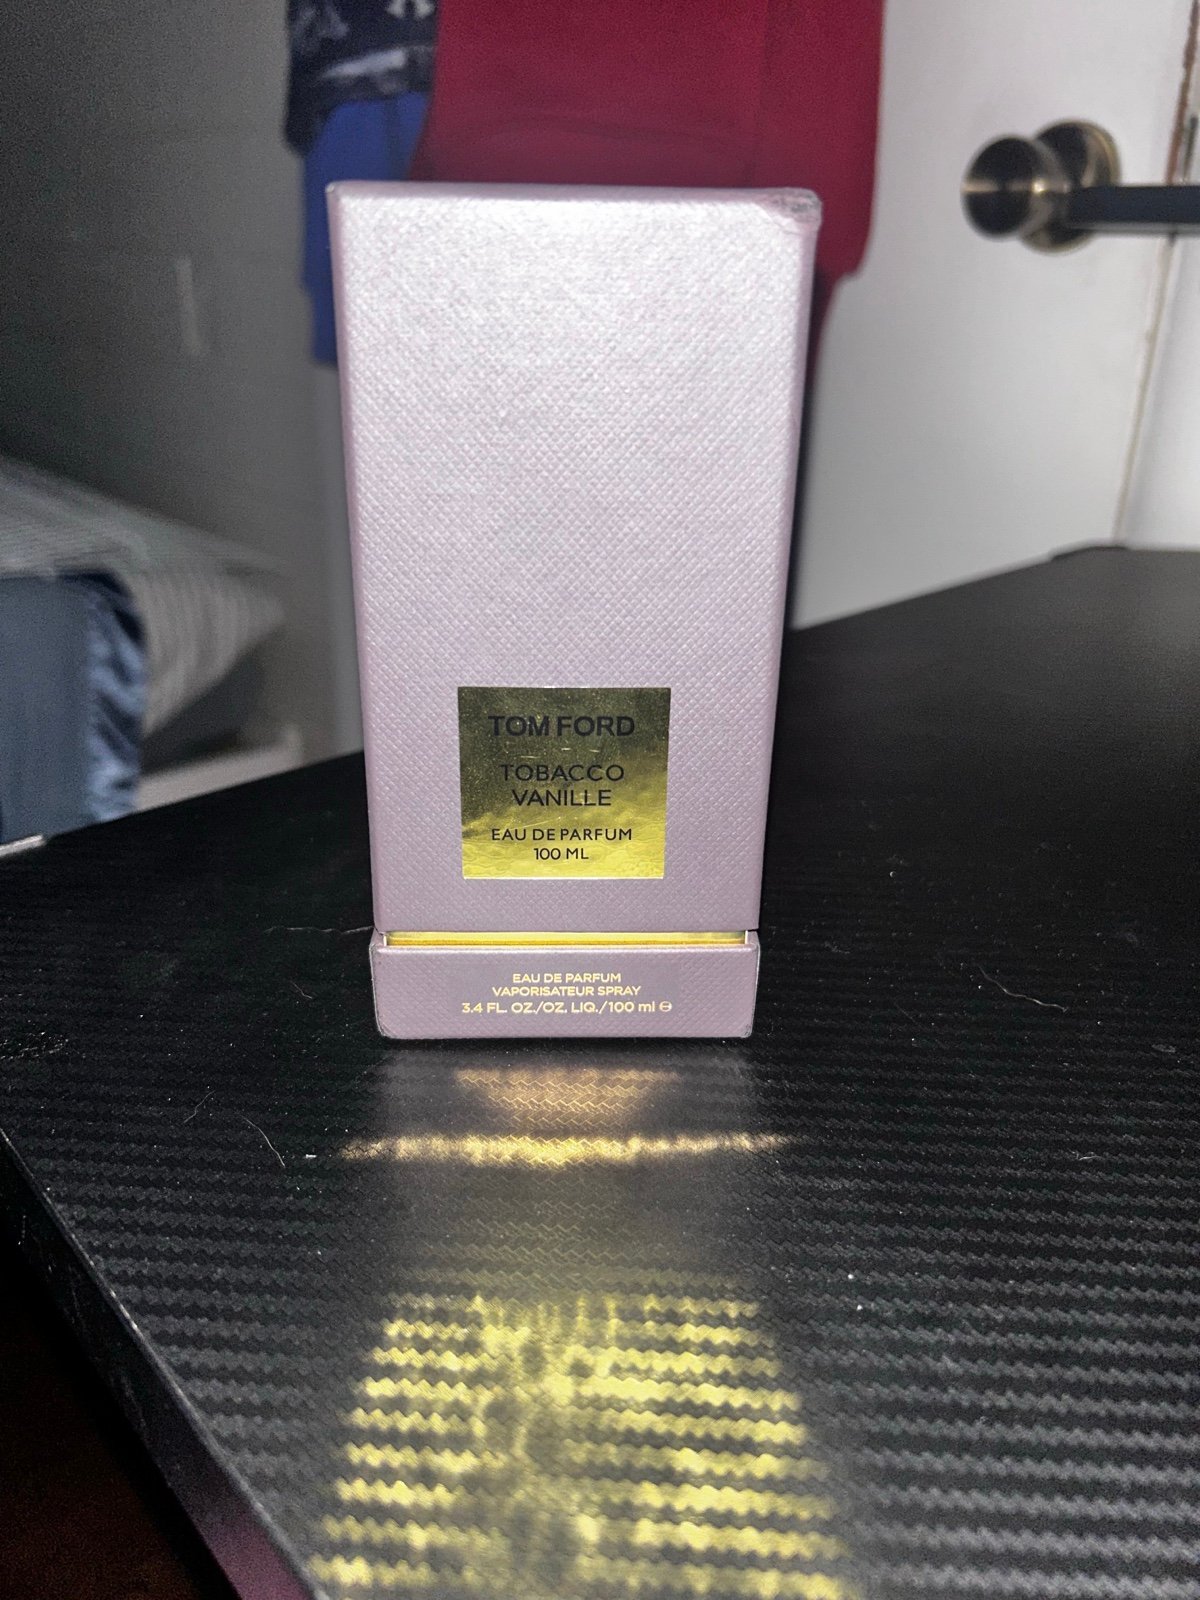 TOM FORD
TOBACCO
VANILLE
EAU DE PARFUM
100 ML
EAU DE PARFUM
VAPORISATEUR SPRAY
3.4 FL. OZ./OZ. LIQ./100 ml ℮